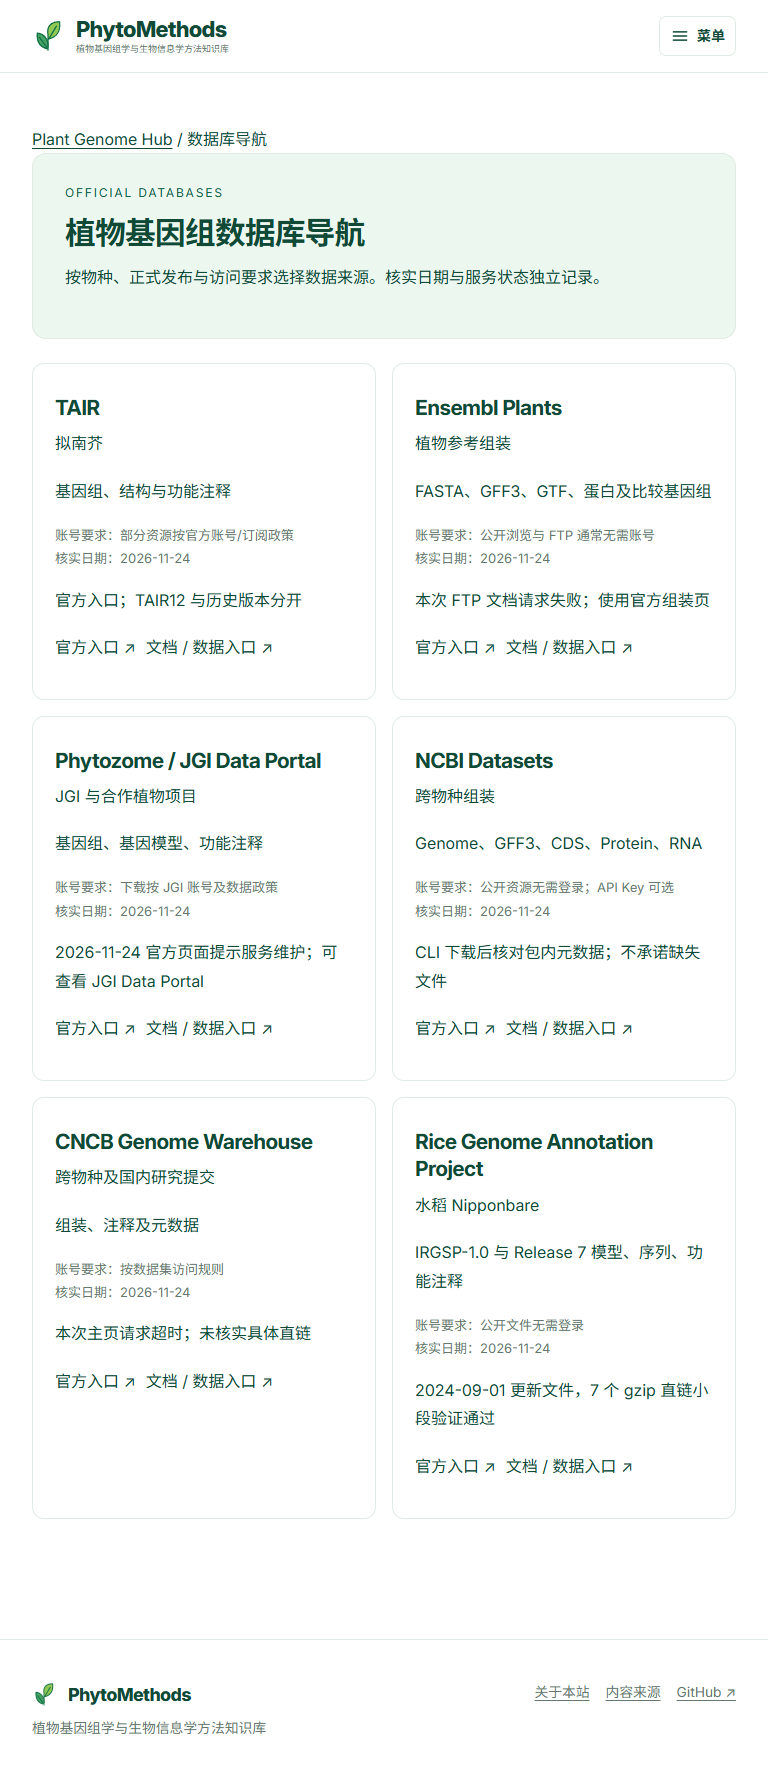 PhytoMethods
植物基因组学与生物信息学方法知识库
菜单
Plant Genome Hub / 数据库导航
OFFICIAL DATABASES
植物基因组数据库导航
按物种、正式发布与访问要求选择数据来源。核实日期与服务状态独立记录。
TAIR
拟南芥
基因组、结构与功能注释
账号要求：部分资源按官方账号/订阅政策
核实日期：2026-11-24
官方入口；TAIR12 与历史版本分开
官方入口 ↗ 文档 / 数据入口 ↗
Ensembl Plants
植物参考组装
FASTA、GFF3、GTF、蛋白及比较基因组
账号要求：公开浏览与 FTP 通常无需账号
核实日期：2026-11-24
本次 FTP 文档请求失败；使用官方组装页
官方入口 ↗ 文档 / 数据入口 ↗
Phytozome / JGI Data Portal
JGI 与合作植物项目
基因组、基因模型、功能注释
账号要求：下载按 JGI 账号及数据政策
核实日期：2026-11-24
2026-11-24 官方页面提示服务维护；可
查看 JGI Data Portal
官方入口 ↗ 文档 / 数据入口 ↗
NCBI Datasets
跨物种组装
Genome、GFF3、CDS、Protein、RNA
账号要求：公开资源无需登录；API Key 可选
核实日期：2026-11-24
CLI 下载后核对包内元数据；不承诺缺失
文件
官方入口 ↗ 文档 / 数据入口 ↗
CNCB Genome Warehouse
跨物种及国内研究提交
组装、注释及元数据
账号要求：按数据集访问规则
核实日期：2026-11-24
本次主页请求超时；未核实具体直链
官方入口 ↗ 文档 / 数据入口 ↗
Rice Genome Annotation
Project
水稻 Nipponbare
IRGSP-1.0 与 Release 7 模型、序列、功
能注释
账号要求：公开文件无需登录
核实日期：2026-11-24
2024-09-01 更新文件，7 个 gzip 直链小
段验证通过
官方入口 ↗ 文档 / 数据入口 ↗
PhytoMethods
植物基因组学与生物信息学方法知识库
关于本站 内容来源 GitHub ↗